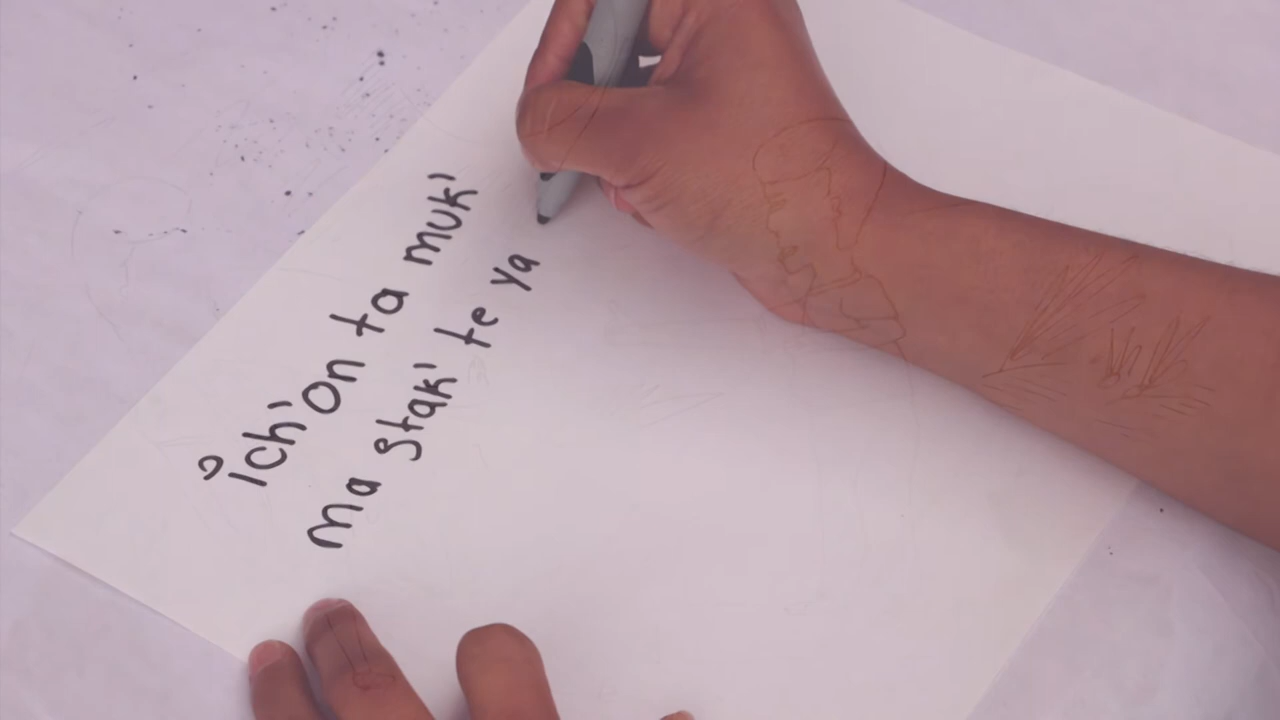 ich' on ta muk'
ma stak' te ya